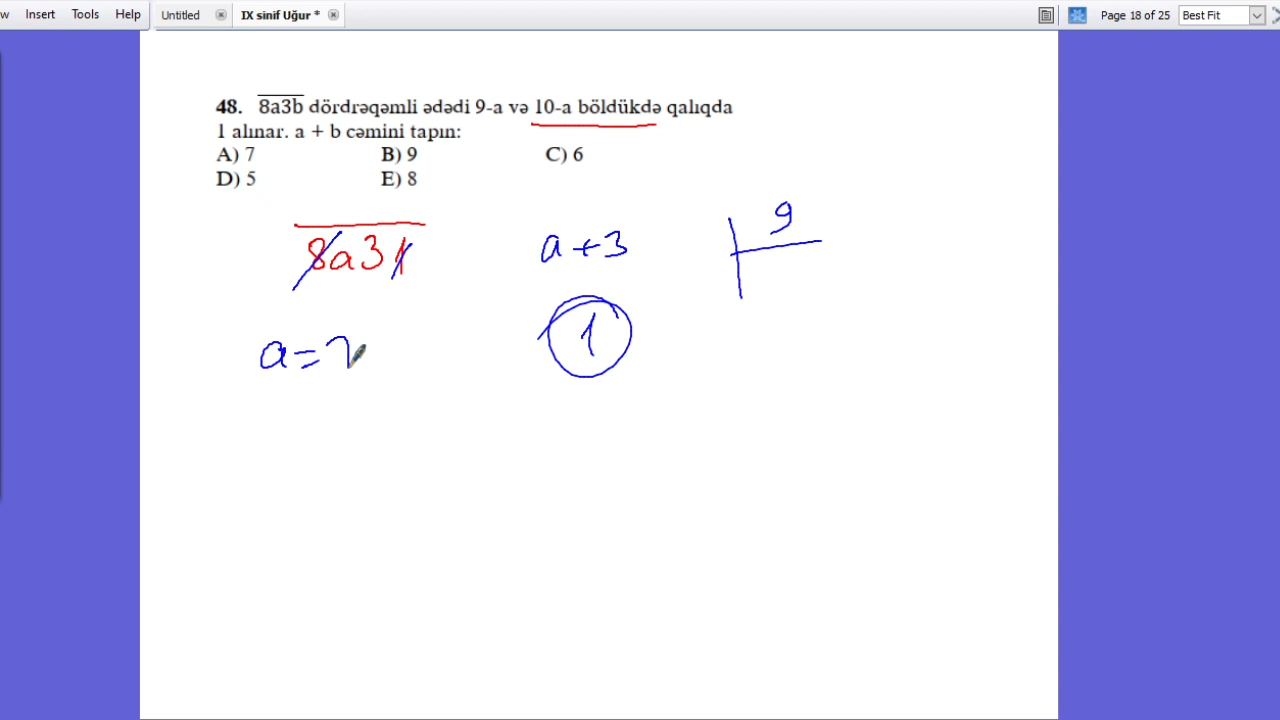 Insert Tools Help Untitled IX sinif Uğur * Page 18 of 25 Best Fit
48. 8a3b dördrəqəmli ədədi 9-a və 10-a böldükdə qalıqda
1 alınar. a + b cəmini tapın:
A) 7 B) 9 C) 6
D) 5 E) 8
8a31 a+3 9
a=7 1